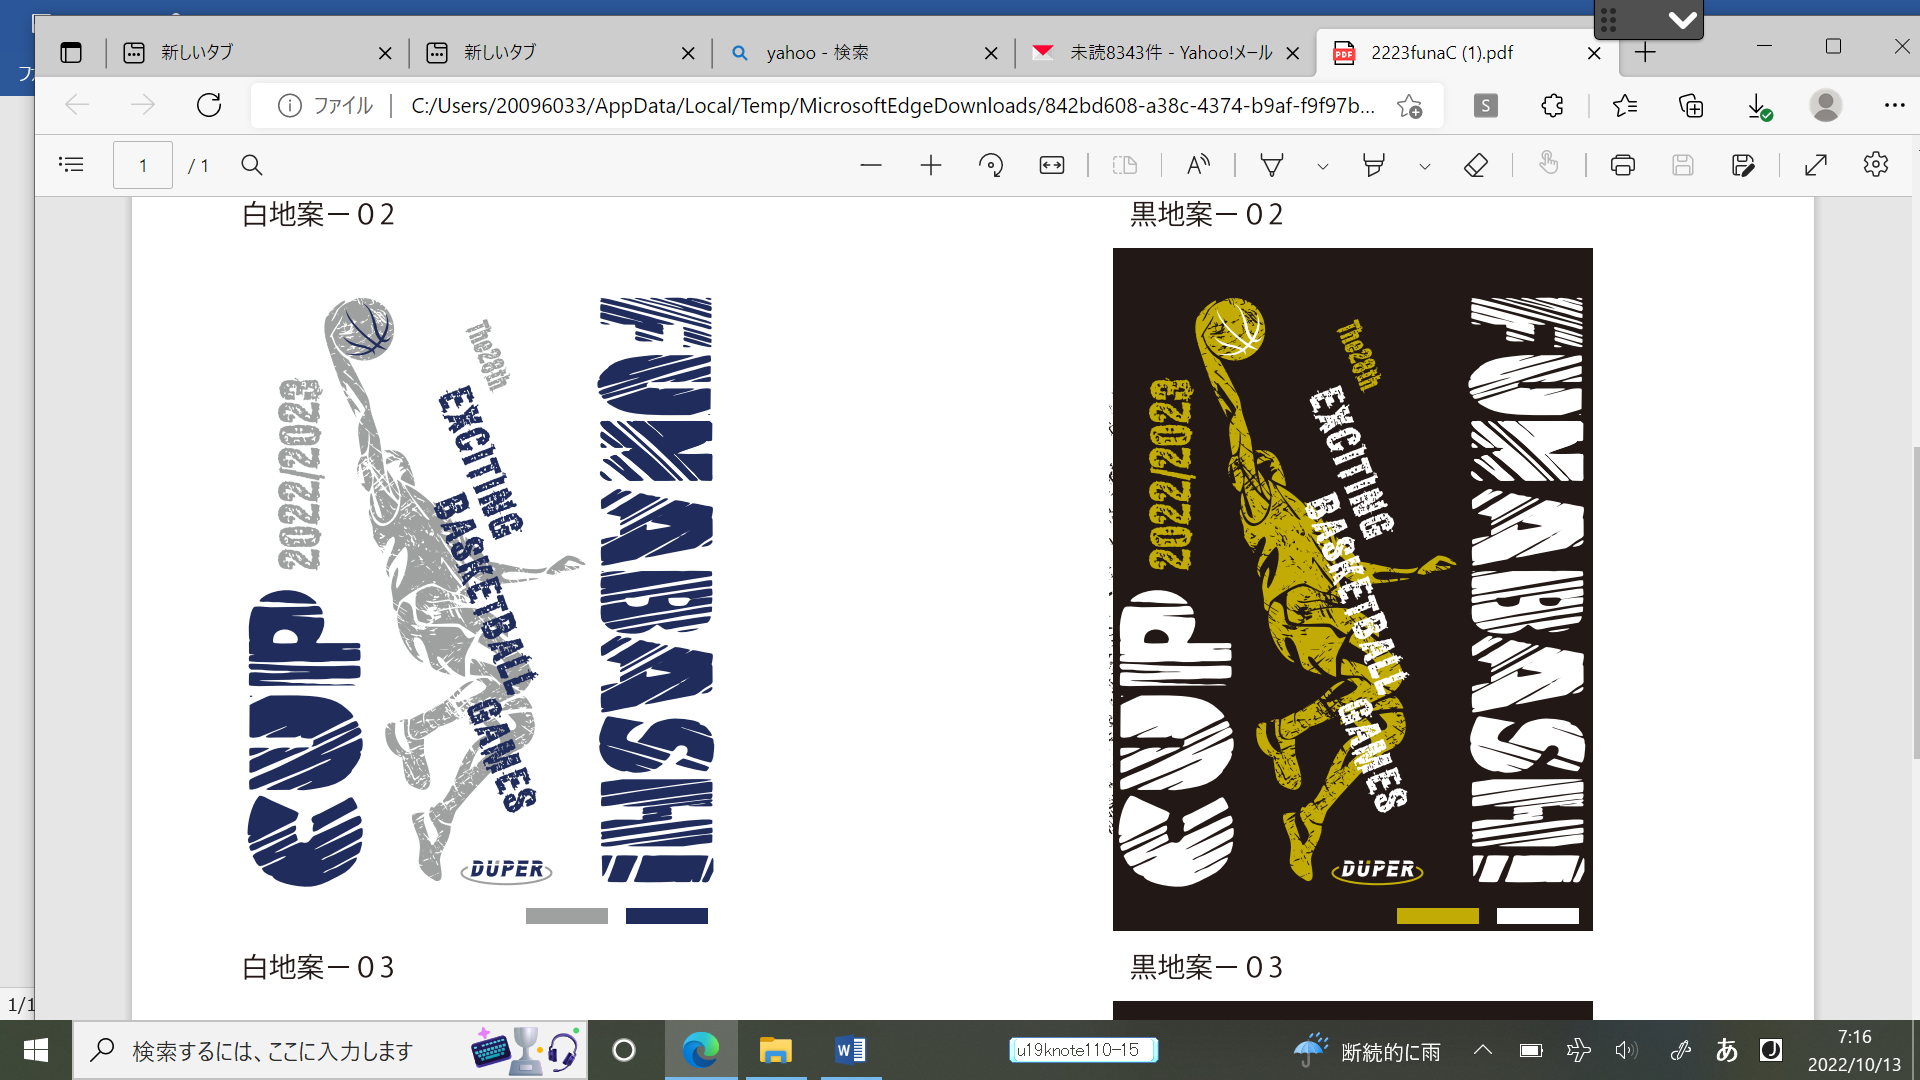 新しいタブ
新しいタブ
yahoo - 検索
未読8343件 - Yahoo!メール
PDF
2223funaC (1).pdf
ファイル
C:/Users/20096033/AppData/Local/Temp/MicrosoftEdgeDownloads/842bd608-a38c-4374-b9af-f9f97b...
S
1
/ 1
白地案－０２
黒地案－０２
2022/2023
The28th
EXCITING
BASKETBALL
GAMES
FUNABASHI
CUP
DUPER
2022/2023
The28th
EXCITING
BASKETBALL
GAMES
FUNABASHI
CUP
DUPER
白地案－０３
黒地案－０３
1/1
検索するには、ここに入力します
W
u19knote110-15
断続的に雨
あ
7:16
2022/10/13